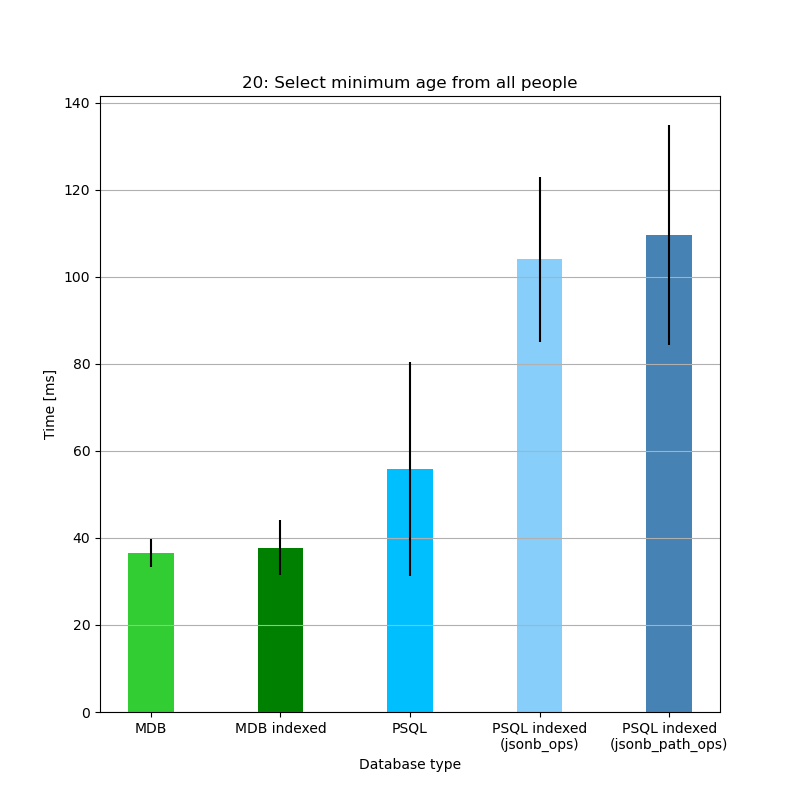 20: Select minimum age from all people
140
120
100
80
60
40
20
0
Time [ms]
MDB
MDB indexed
PSQL
PSQL indexed
(jsonb_ops)
PSQL indexed
(jsonb_path_ops)
Database type